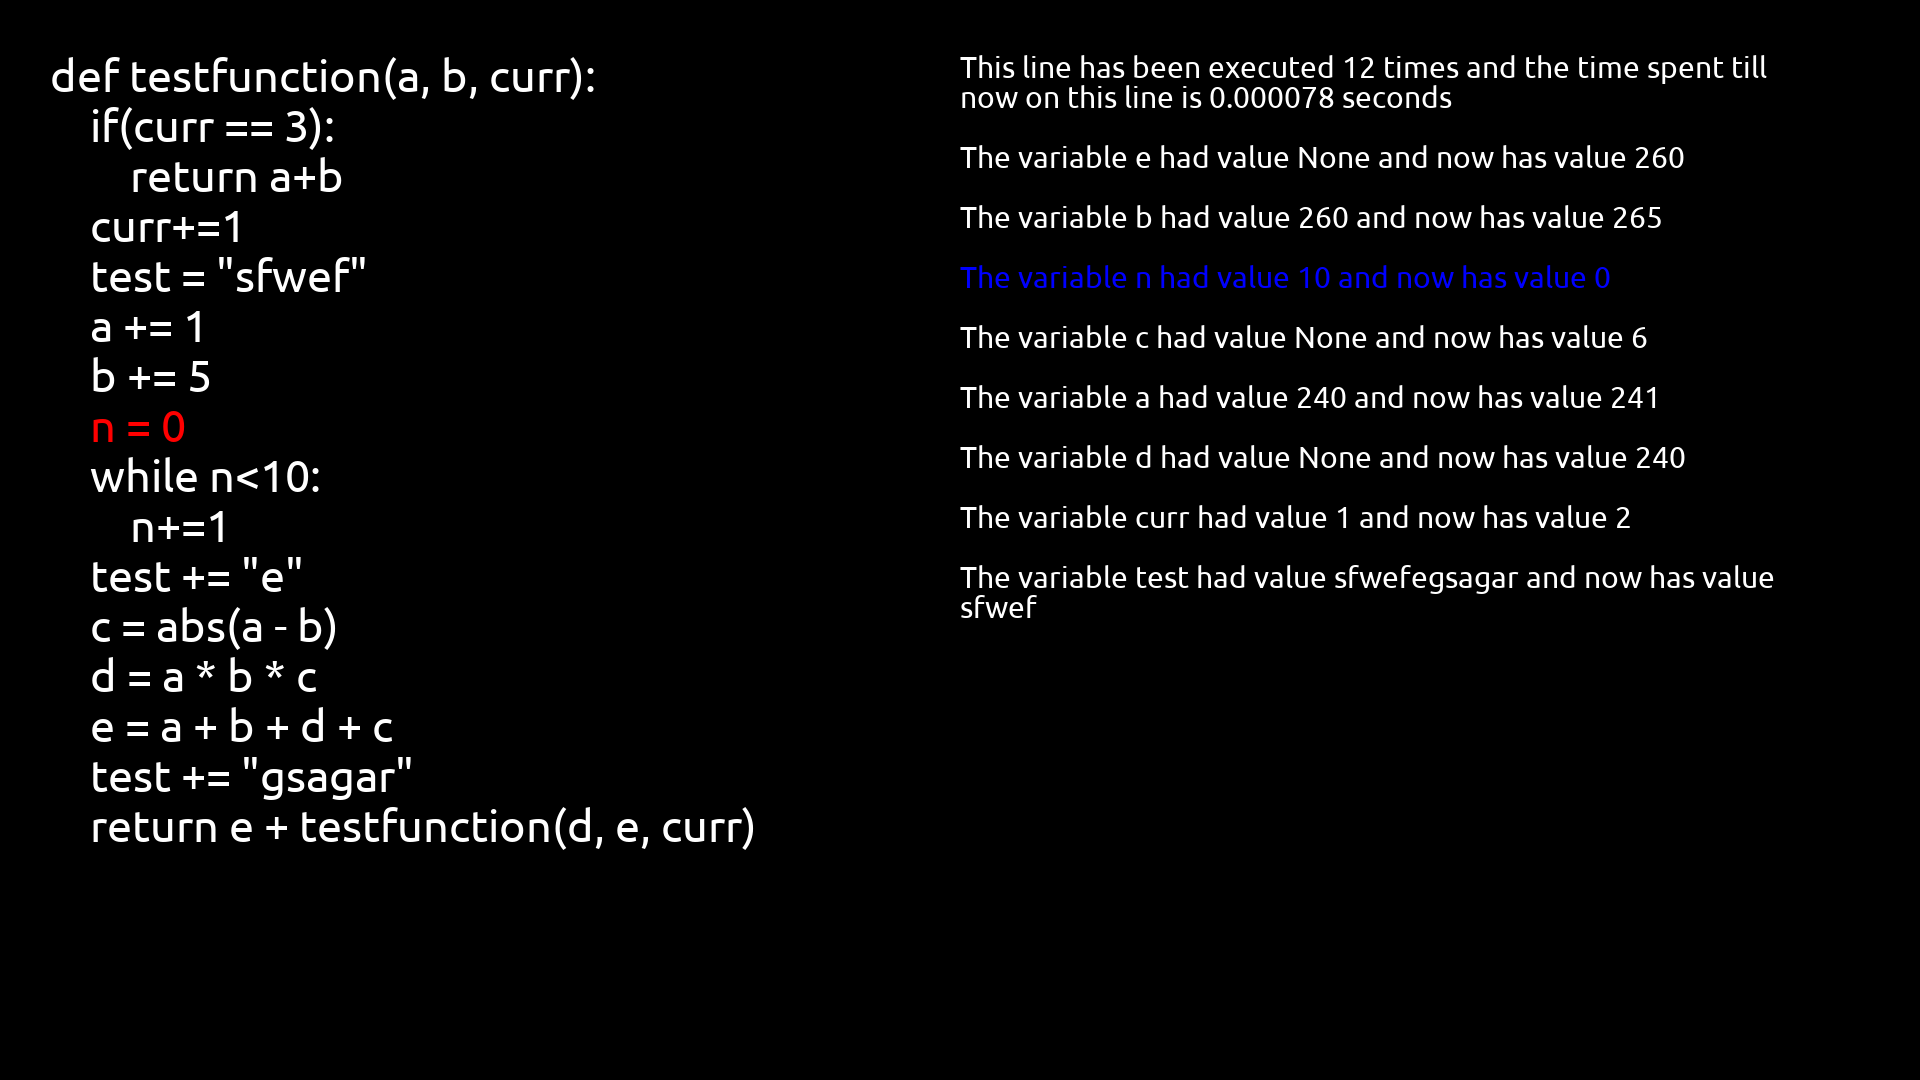 def testfunction(a, b, curr):
if(curr == 3):
return a+b
curr+=1
test = "sfwef"
a += 1
b += 5
n = 0
while n<10:
n+=1
test += "e"
c = abs(a - b)
d = a * b * c
e = a + b + d + c
test += "gsagar"
return e + testfunction(d, e, curr)
This line has been executed 12 times and the time spent till
now on this line is 0.000078 seconds
The variable e had value None and now has value 260
The variable b had value 260 and now has value 265
The variable n had value 10 and now has value 0
The variable c had value None and now has value 6
The variable a had value 240 and now has value 241
The variable d had value None and now has value 240
The variable curr had value 1 and now has value 2
The variable test had value sfwefegsagar and now has value
sfwef